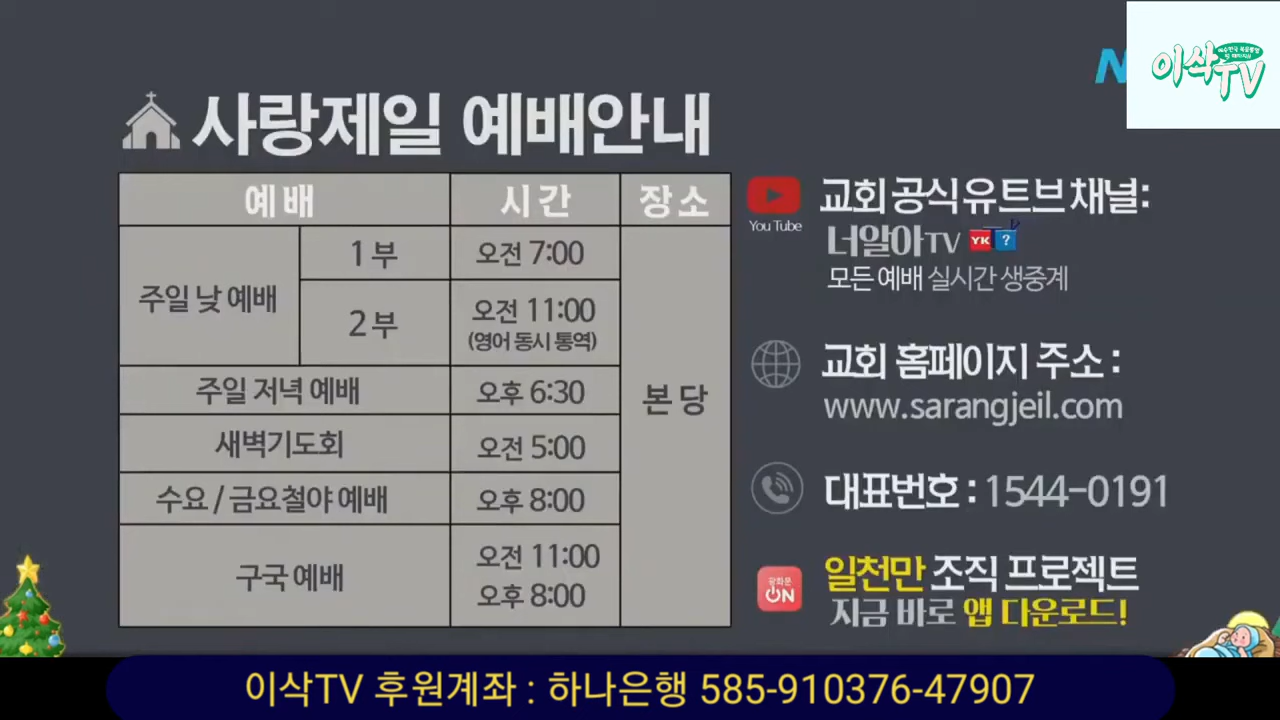 이삭TV
사랑제일 예배안내
예배 시간 장소
주일 낮 예배 1부 오전 7:00
2부 오전 11:00
(영어 동시 통역)
주일 저녁 예배 오후 6:30
본당
새벽기도회 오전 5:00
수요 / 금요철야 예배 오후 8:00
구국 예배 오전 11:00
오후 8:00
You Tube
교회 공식 유트브 채널:
너알아TV YK ?
모든 예배 실시간 생중계
교회 홈페이지 주소 :
www.sarangjeil.com
대표번호 : 1544-0191
광화문
ON
일천만 조직 프로젝트
지금 바로 앱 다운로드!
이삭TV 후원계좌 : 하나은행 585-910376-47907